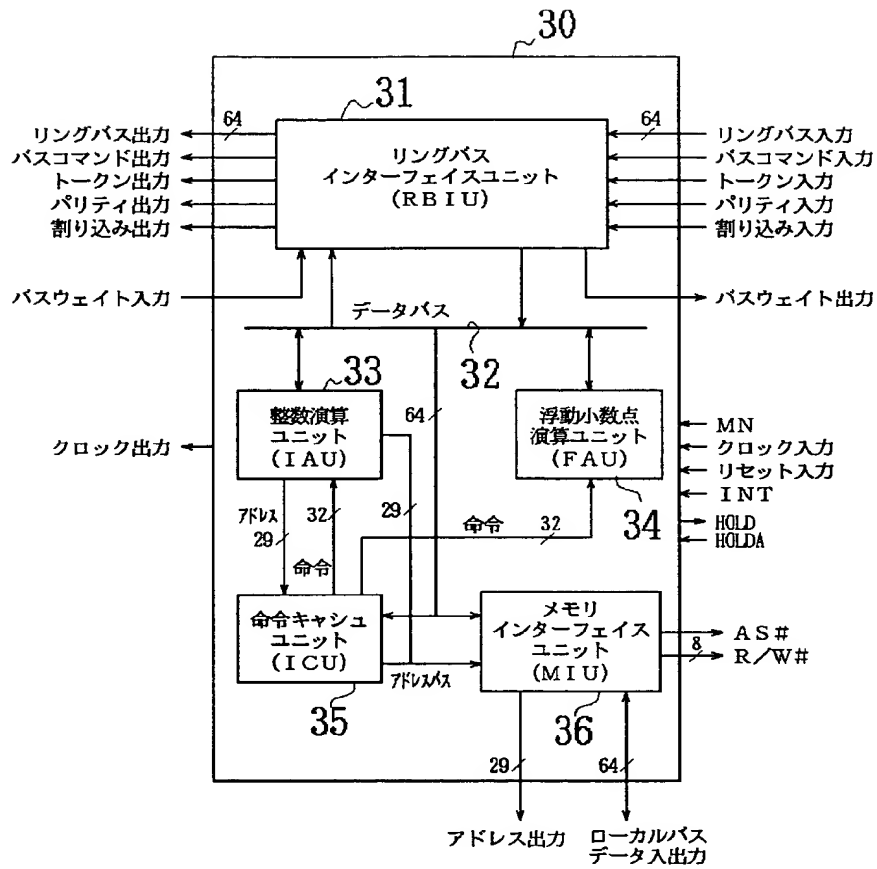 30
31
64
64
リングバス出力
バスコマンド出力
トークン出力
パリティ出力
割り込み出力
リングバス
インターフェイスユニット
(RBIU)
リングバス入力
バスコマンド入力
トークン入力
パリティ入力
割り込み入力
バスウェイト入力
バスウェイト出力
データバス
32
33
整数演算
ユニット
(IAU)
64
浮動小数点
演算ユニット
(FAU)
34
クロック出力
MN
クロック入力
リセット入力
INT
HOLD
HOLDA
アドレス
29
32
命令
29
命令
32
命令キャッシュ
ユニット
(ICU)
35
アドレスバス
メモリ
インターフェイス
ユニット
(MIU)
36
AS#
8
R/W#
29
64
アドレス出力
ローカルバス
データ入出力